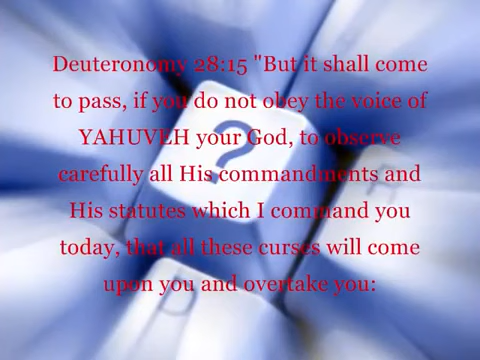 Deuteronomy 28:15 "But it shall come
to pass, if you do not obey the voice of
YAHUVEH your God, to observe
carefully all His commandments and
His statutes which I command you
today, that all these curses will come
upon you and overtake you:
?
R
D